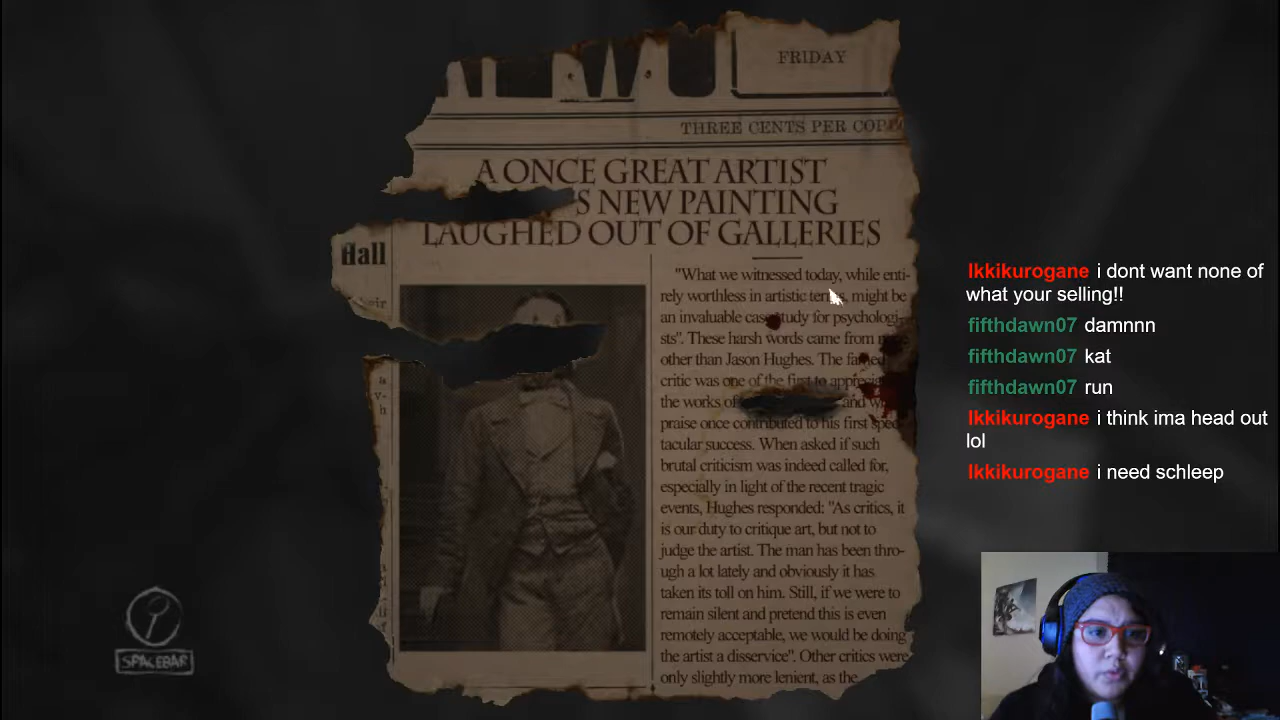 FRIDAY
THREE CENTS PER COP
A ONCE GREAT ARTIST
S NEW PAINTING
LAUGHED OUT OF GALLERIES
Hall
"What we witnessed today, while enti-
rely worthless in artistic terms, might be
an invaluable case study for psychologi-
sts". These harsh words came from none
other than Jason Hughes. The famed
critic was one of the first to apprecia
the works of and w
praise once contributed to his first spec-
tacular success. When asked if such
brutal criticism was indeed called for,
especially in light of the recent tragic
events, Hughes responded: "As critics, it
is our duty to critique art, but not to
judge the artist. The man has been thro-
ugh a lot lately and obviously it has
taken its toll on him. Still, if we were to
remain silent and pretend this is even
remotely acceptable, we would be doing
the artist a disservice". Other critics were
only slightly more lenient, as the
SPACEBAR
Ikkikurogane i dont want none of
what your selling!!
fifthdawn07 damnnn
fifthdawn07 kat
fifthdawn07 run
Ikkikurogane i think ima head out
lol
Ikkikurogane i need schleep